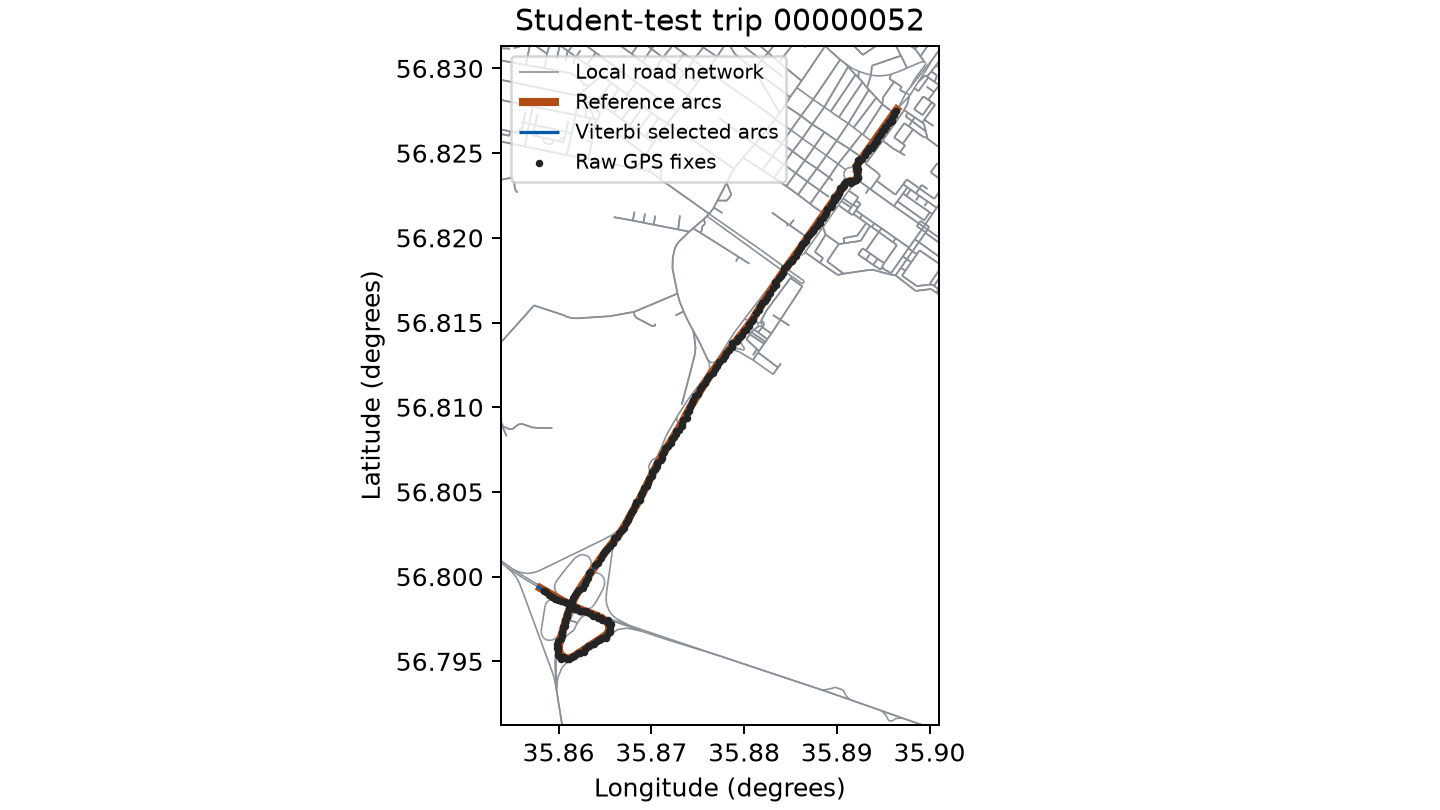 Student-test trip 00000052
Local road network
Reference arcs
Viterbi selected arcs
Raw GPS fixes
56.830
56.825
56.820
56.815
56.810
56.805
56.800
56.795
Latitude (degrees)
35.86 35.87 35.88 35.89 35.90
Longitude (degrees)